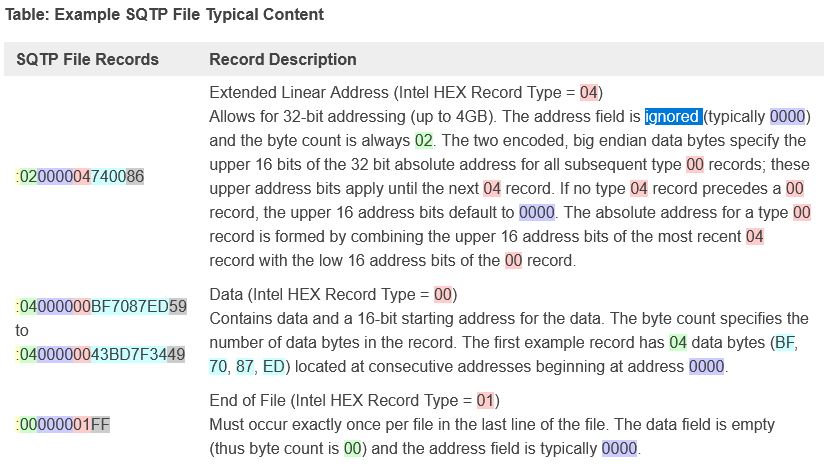 Table: Example SQTP File Typical Content
SQTP File Records Record Description
Extended Linear Address (Intel HEX Record Type = 04)
:02000004740086 Allows for 32-bit addressing (up to 4GB). The address field is ignored (typically 0000)
and the byte count is always 02. The two encoded, big endian data bytes specify the
upper 16 bits of the 32 bit absolute address for all subsequent type 00 records; these
upper address bits apply until the next 04 record. If no type 04 record precedes a 00
record, the upper 16 address bits default to 0000. The absolute address for a type 00
record is formed by combining the upper 16 address bits of the most recent 04
record with the low 16 address bits of the 00 record.
:04000000BF7087ED59
to
:0400000043BD7F3449
Data (Intel HEX Record Type = 00)
Contains data and a 16-bit starting address for the data. The byte count specifies the
number of data bytes in the record. The first example record has 04 data bytes (BF,
70, 87, ED) located at consecutive addresses beginning at address 0000.
:00000001FF
End of File (Intel HEX Record Type = 01)
Must occur exactly once per file in the last line of the file. The data field is empty
(thus byte count is 00) and the address field is typically 0000.